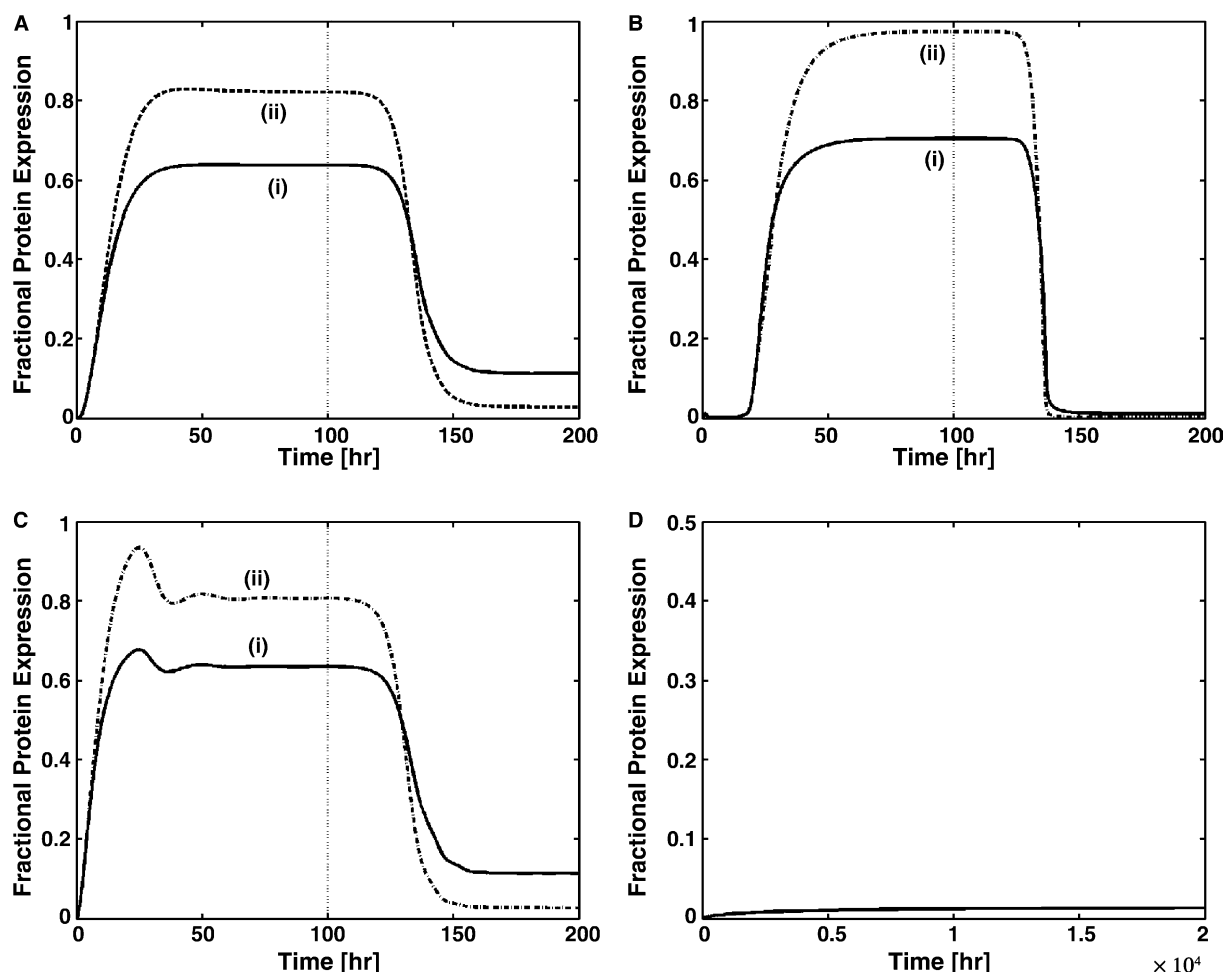 A
Fractional Protein Expression
1
0.8
0.6
0.4
0.2
0
(ii)
(i)
0 50 100 150 200
Time [hr]
B
Fractional Protein Expression
1
0.8
0.6
0.4
0.2
0
(ii)
(i)
0 50 100 150 200
Time [hr]
C
Fractional Protein Expression
1
0.8
0.6
0.4
0.2
0
(ii)
(i)
0 50 100 150 200
Time [hr]
D
Fractional Protein Expression
0.5
0.4
0.3
0.2
0.1
0
0 0.5 1 1.5 2
Time [hr]
× 10⁴